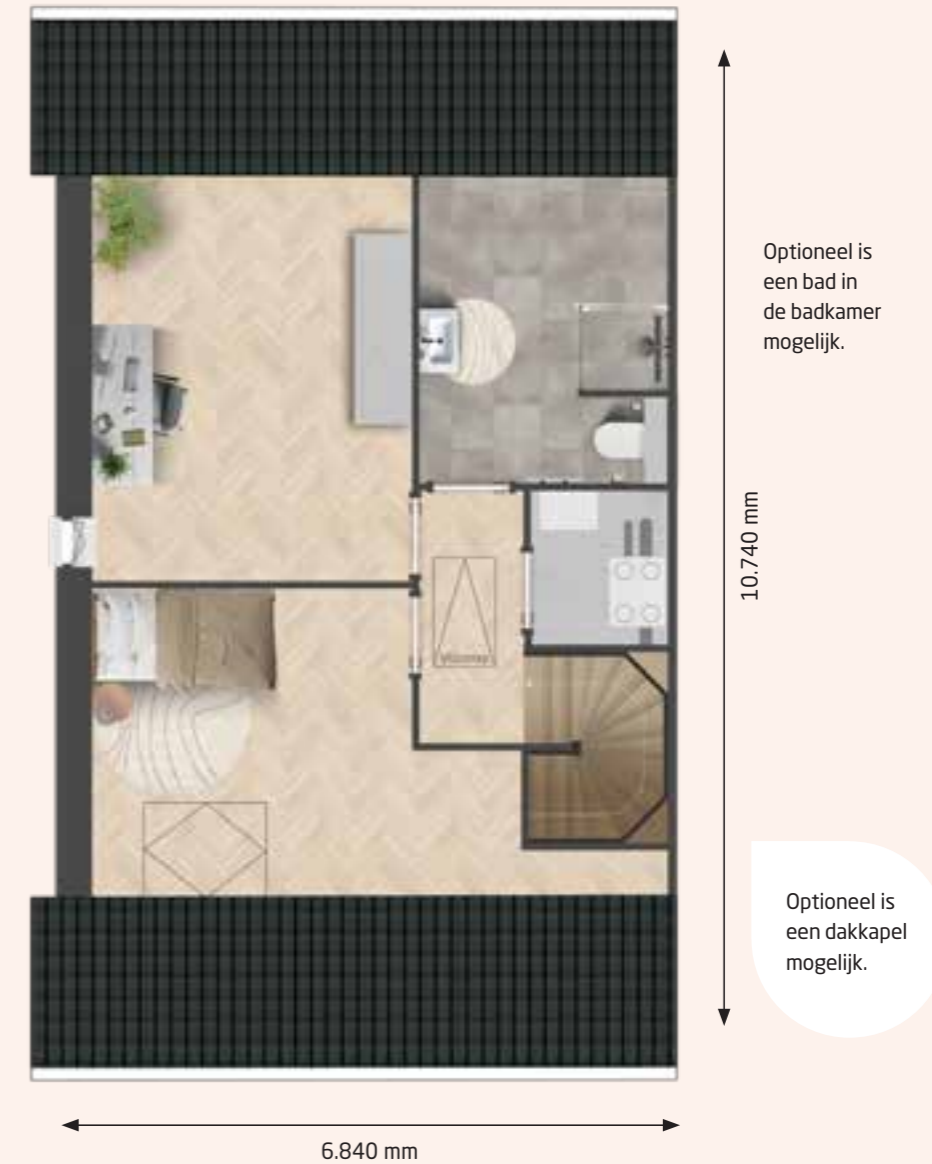 Optioneel is
een bad in
de badkamer
mogelijk.
10.740 mm
Optioneel is
een dakkapel
mogelijk.
6.840 mm